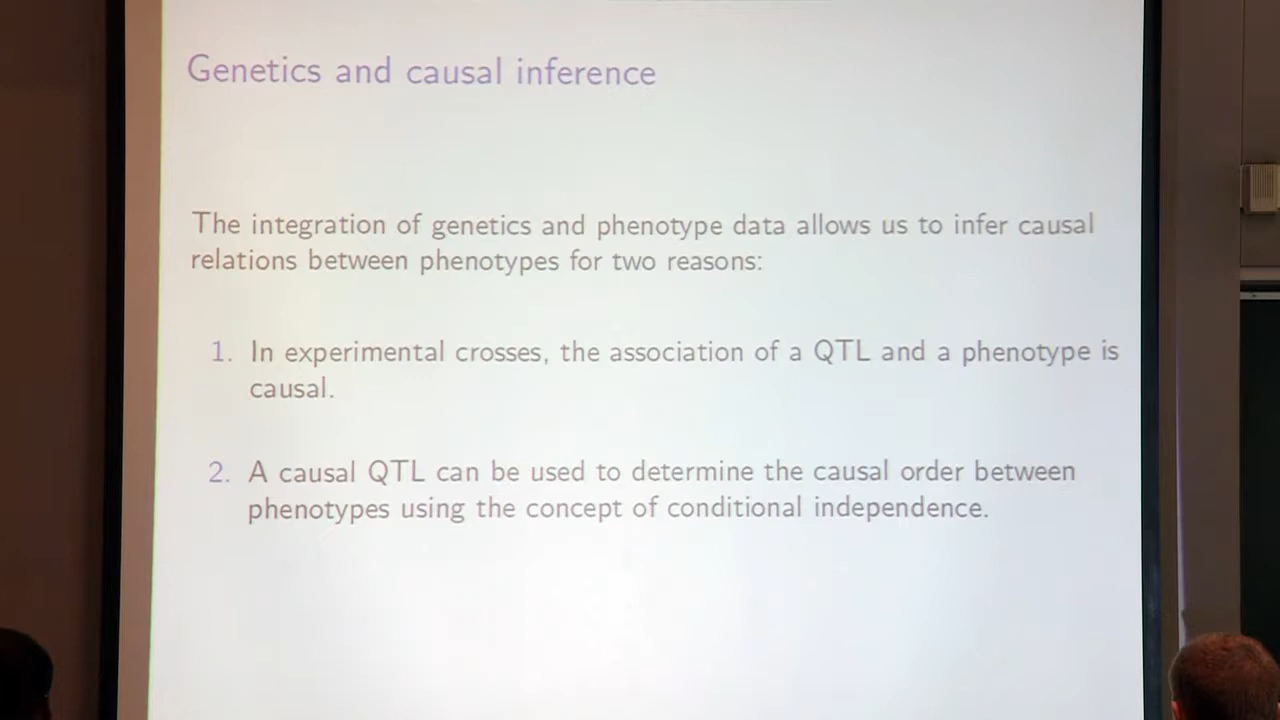 Genetics and causal inference
The integration of genetics and phenotype data allows us to infer causal
relations between phenotypes for two reasons:
1. In experimental crosses, the association of a QTL and a phenotype is
causal.
2. A causal QTL can be used to determine the causal order between
phenotypes using the concept of conditional independence.